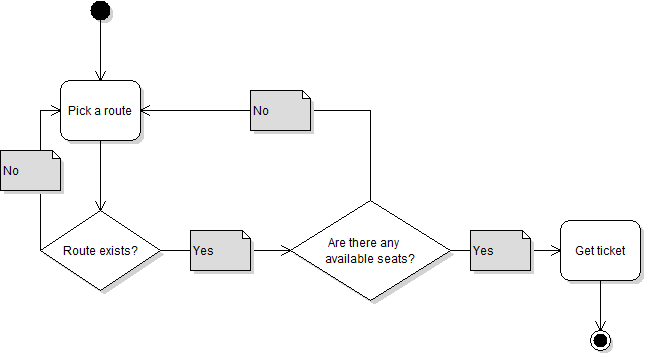 Pick a route
No
No
Route exists?
Yes
Are there any
available seats?
Yes
Get ticket